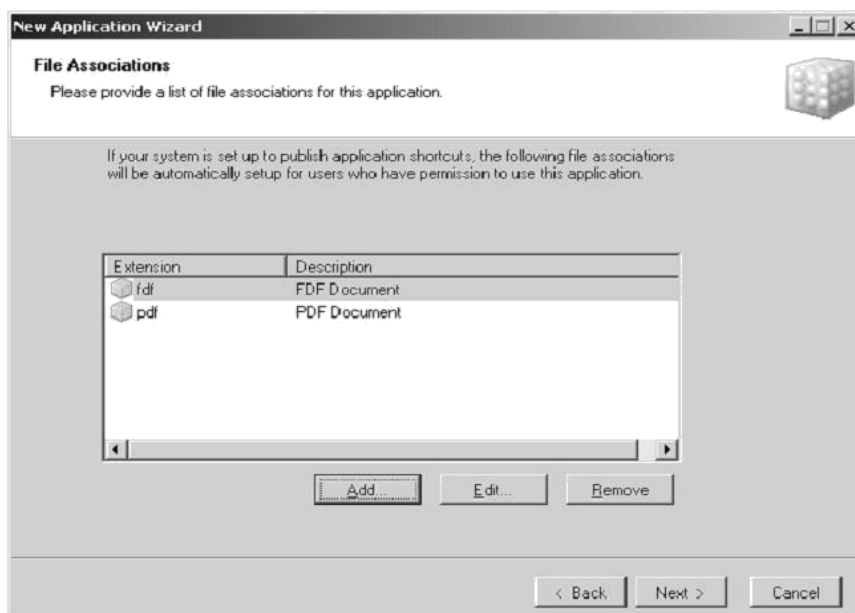 New Application Wizard
File Associations
Please provide a list of file associations for this application.
If your system is set up to publish application shortcuts, the following file associations
will be automatically setup for users who have permission to use this application.
Extension Description
fdf FDF Document
pdf PDF Document
Add... Edit... Remove
< Back Next > Cancel